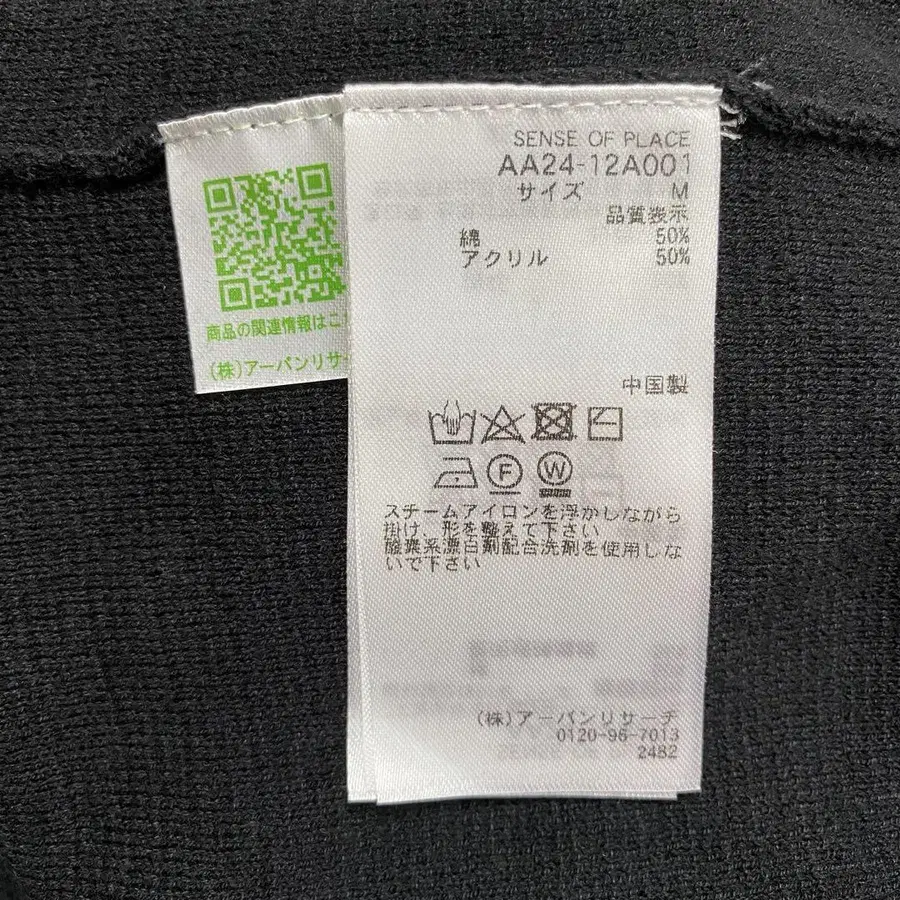 SENSE OF PLACE
AA24-12A001
サイズ M
品質表示
綿 50%
アクリル 50%
中国製
F W
スチームアイロンを浮かしながら
掛け、形を整えて下さい
酸素系漂白剤配合洗剤を使用しな
いで下さい
(株)アーバンリサーチ
0120-96-7013
2482
商品の関連情報はこ
(株)アーバンリサー